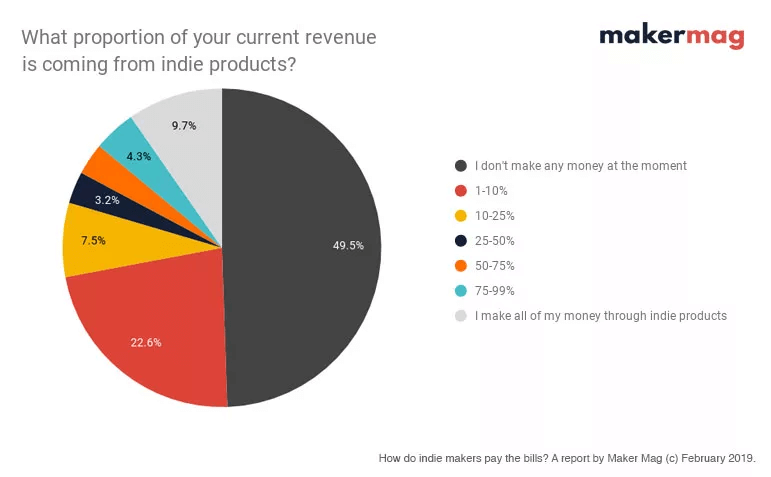 What proportion of your current revenue
is coming from indie products?
makermag
9.7%
4.3%
3.2%
7.5%
22.6%
49.5%
I don't make any money at the moment
1-10%
10-25%
25-50%
50-75%
75-99%
I make all of my money through indie products
How do indie makers pay the bills? A report by Maker Mag (c) February 2019.